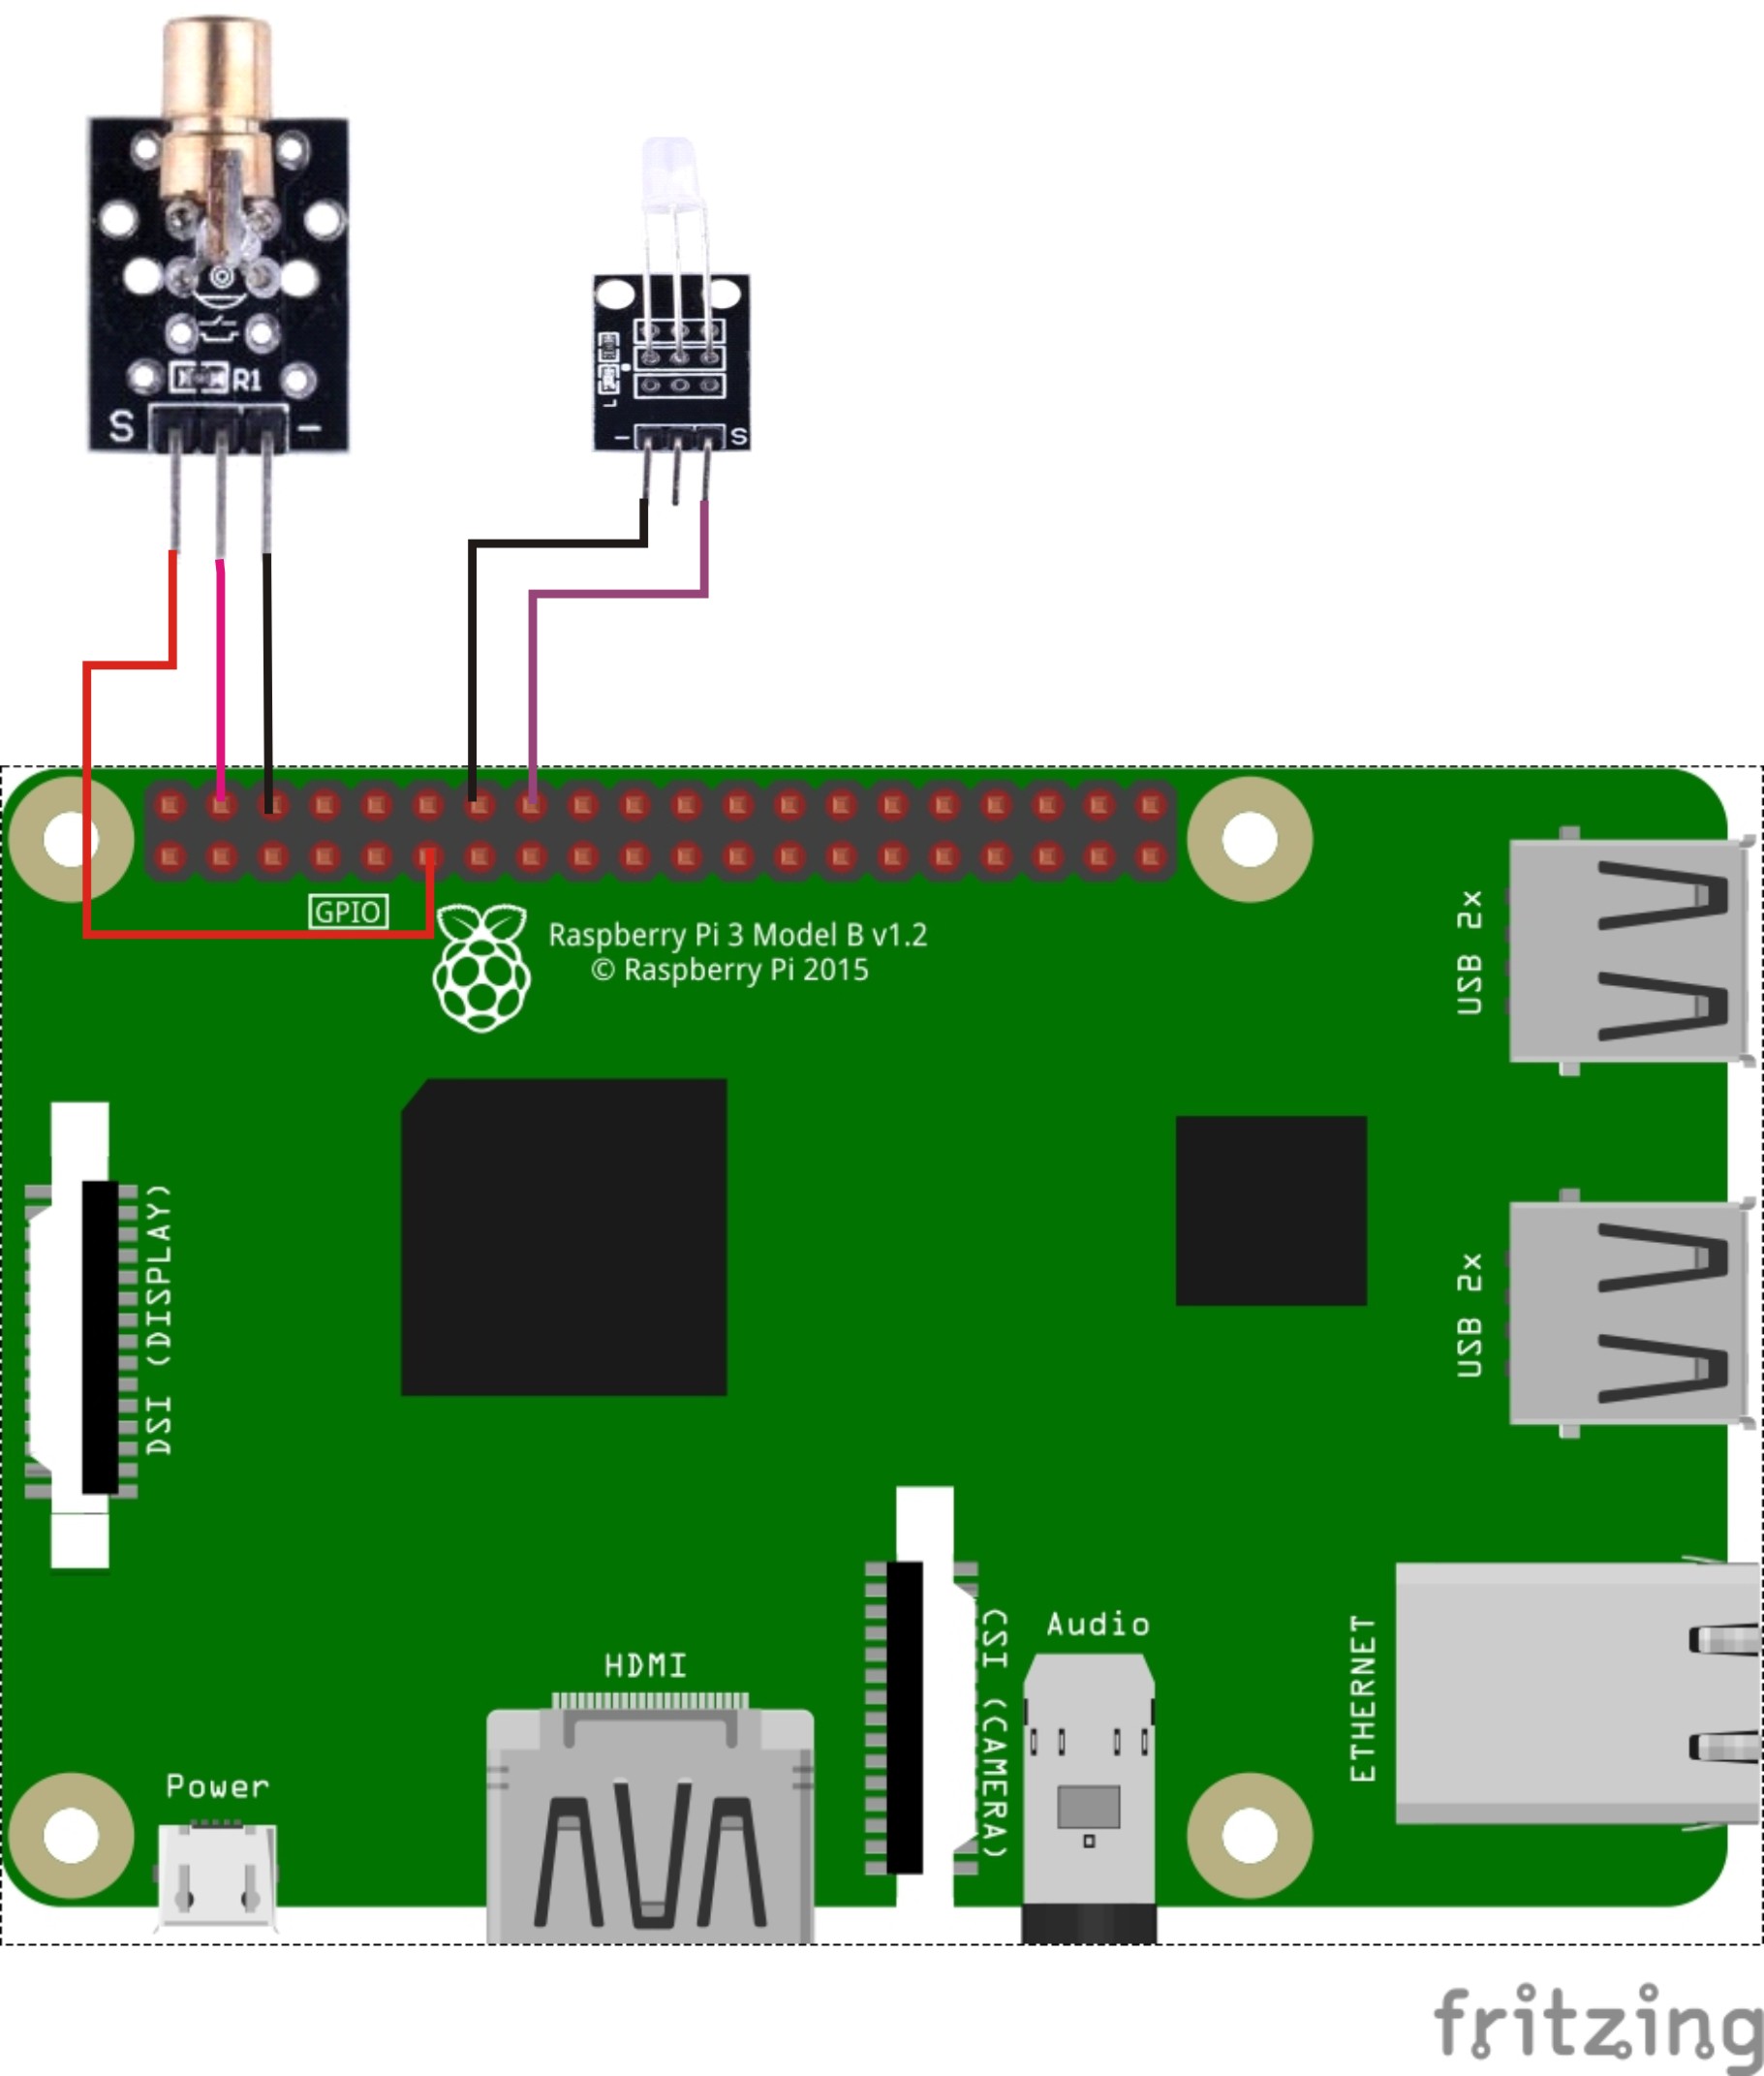 R1
S
-
L
-
S
GPIO
Raspberry Pi 3 Model B v1.2
© Raspberry Pi 2015
USB 2x
USB 2x
DSI (DISPLAY)
CSI (CAMERA)
Audio
HDMI
ETHERNET
Power
fritzing